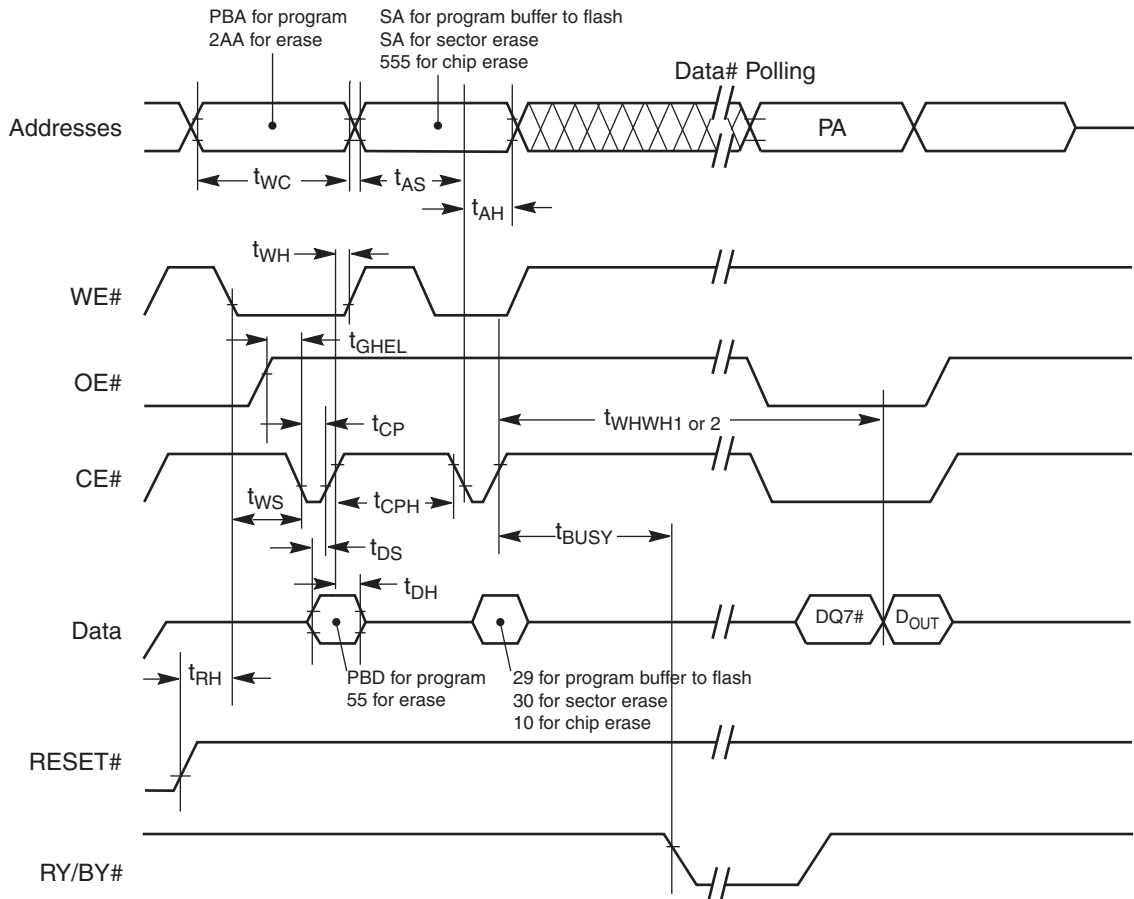 PBA for program
2AA for erase
SA for program buffer to flash
SA for sector erase
555 for chip erase
Data# Polling
Addresses
PA
tWC
tAS
tAH
tWH
WE#
tGHEL
OE#
tWHWH1 or 2
tCP
CE#
tWS
tCPH
tBUSY
tDS
tDH
Data
DQ7#
DOUT
tRH
PBD for program
55 for erase
29 for program buffer to flash
30 for sector erase
10 for chip erase
RESET#
RY/BY#